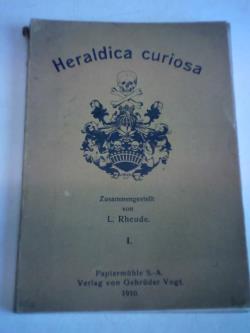 Heraldica curiosa
Zusammengestellt
von
L. Rheude.
I.
Papiermühle S.-A.
Verlag von Gebrüder Vogt.
1910.